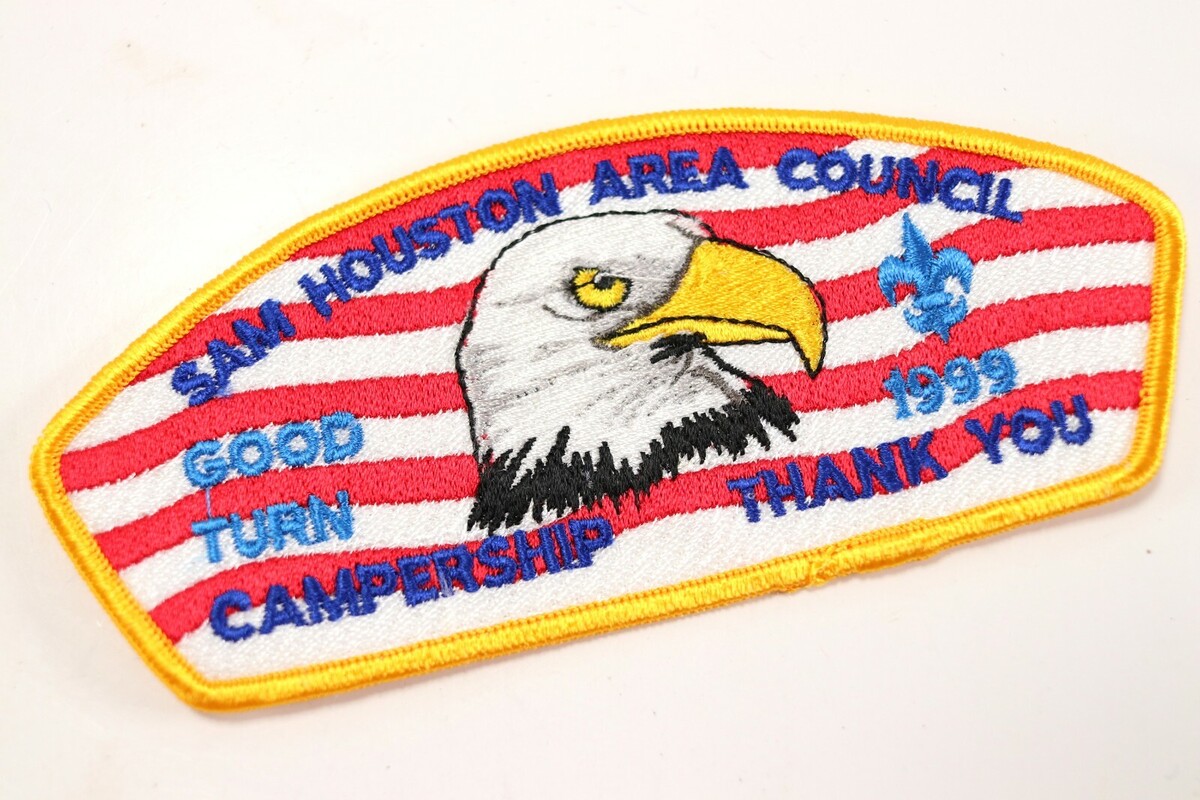 SAM HOUSTON AREA COUNCIL
GOOD
TURN
1999
CAMPERSHIP THANK YOU